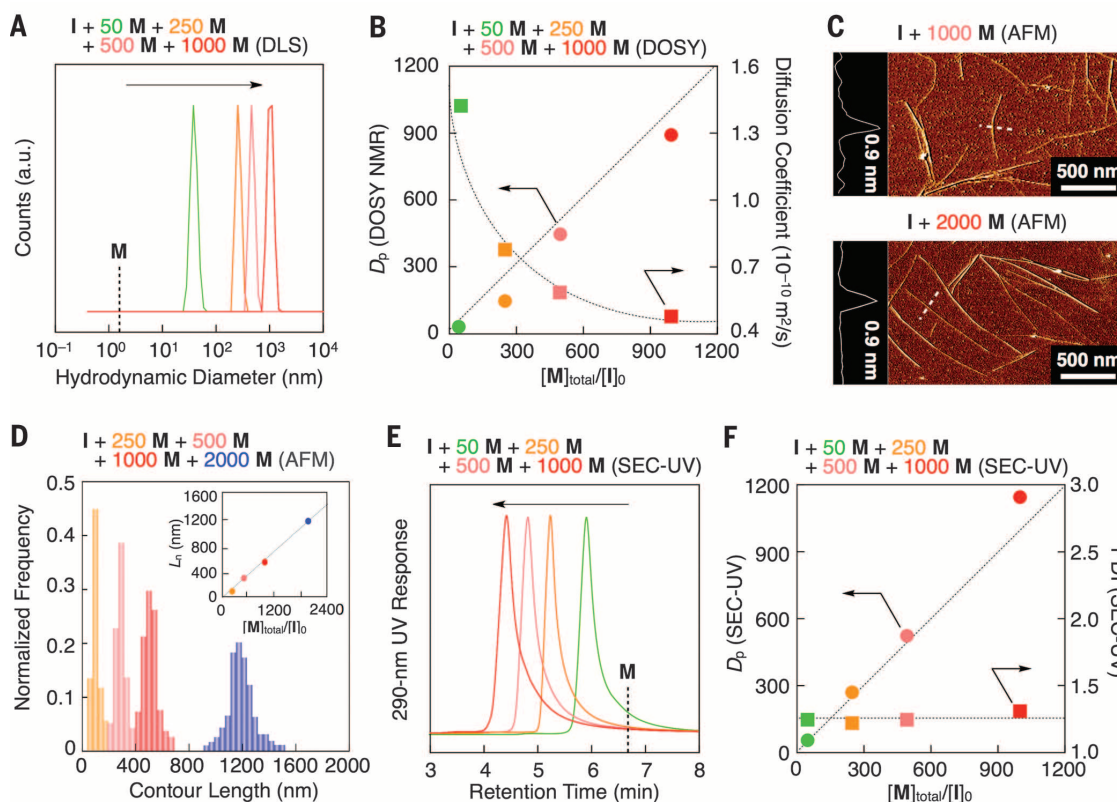 A
I + 50 M + 250 M
+ 500 M + 1000 M (DLS)
Counts (a.u.)
M
10⁻¹ 10⁰ 10² 10³ 10⁴
Hydrodynamic Diameter (nm)
B
I + 50 M + 250 M
+ 500 M + 1000 M (DOSY)
Dp (DOSY NMR)
1200
900
600
300
0
1.6
1.3
1.0
0.7
0.4
Diffusion Coefficient (10⁻¹⁰ m²/s)
0 300 600 900 1200
[M]total/[I]0
C
I + 1000 M (AFM)
0.9 nm
500 nm
I + 2000 M (AFM)
0.9 nm
500 nm
D
I + 250 M + 500 M
+ 1000 M + 2000 M (AFM)
Normalized Frequency
0.5
0.4
0.3
0.2
0.1
0
Ln (nm)
1600
1200
800
400
0
0 1200 2400
[M]total/[I]0
0 400 800 1200 1600 2000
Contour Length (nm)
E
I + 50 M + 250 M
+ 500 M + 1000 M (SEC-UV)
290-nm UV Response
M
3 4 5 6 7 8
Retention Time (min)
F
I + 50 M + 250 M
+ 500 M + 1000 M (SEC-UV)
Dp (SEC-UV)
1200
900
600
300
0
3.0
2.5
2.0
1.5
1.0
0 300 600 900 1200
[M]total/[I]0